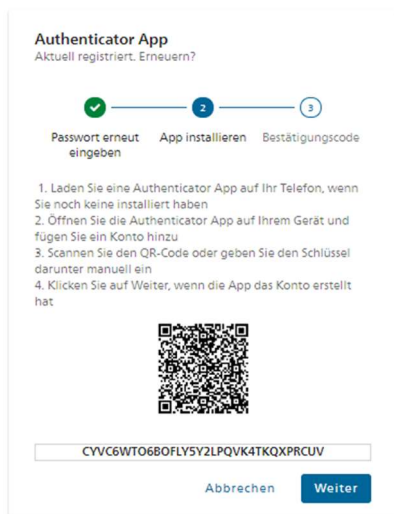 Authenticator App
Aktuell registriert. Erneuern?
2
3
Passwort erneut eingeben
App installieren
Bestätigungscode
1. Laden Sie eine Authenticator App auf Ihr Telefon, wenn
Sie noch keine installiert haben
2. Öffnen Sie die Authenticator App auf Ihrem Gerät und
fügen Sie ein Konto hinzu
3. Scannen Sie den QR-Code oder geben Sie den Schlüssel
darunter manuell ein
4. Klicken Sie auf Weiter, wenn die App das Konto erstellt
hat
CYVC6WTO6BOFLY5Y2LPQVK4TKQXPRCUV
Abbrechen
Weiter